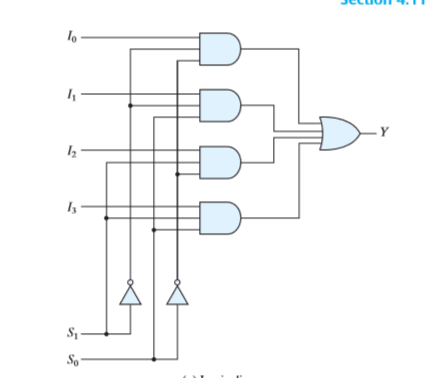 Section 4.11
I₀
I₁
I₂
Y
I₃
S₁
S₀